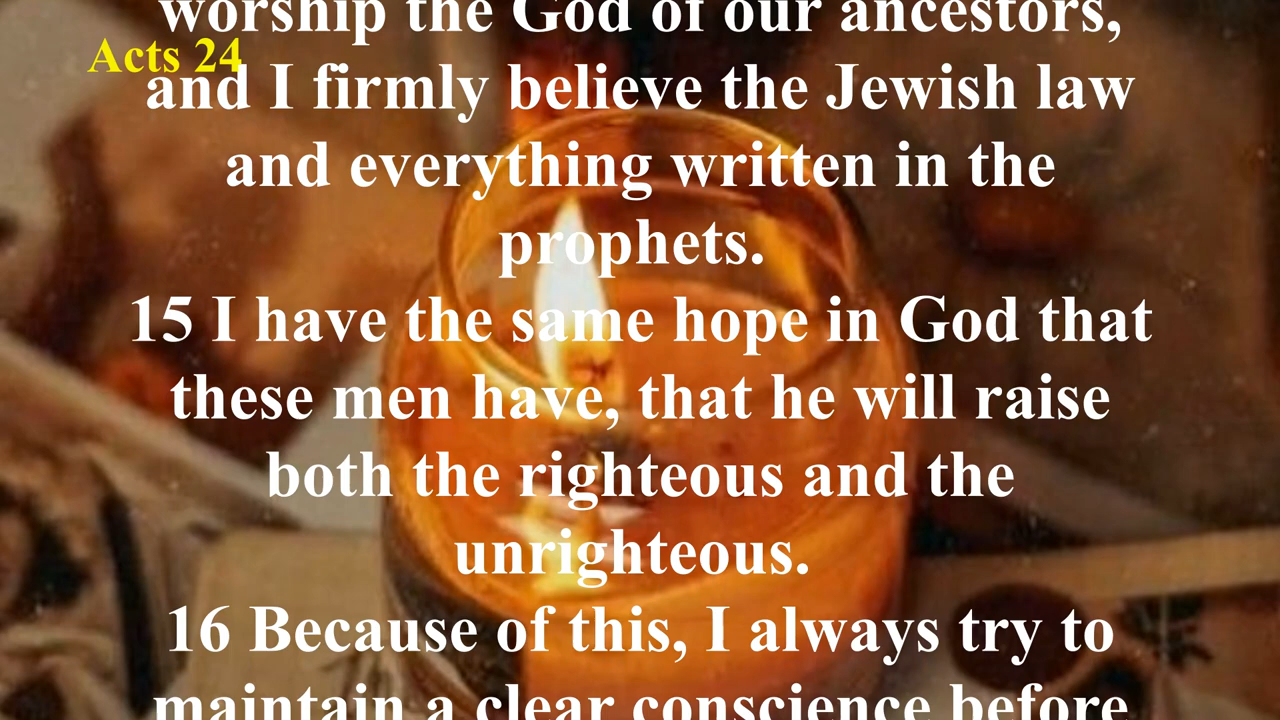 worship the God of our ancestors,
Acts 24
and I firmly believe the Jewish law
and everything written in the
prophets.
15 I have the same hope in God that
these men have, that he will raise
both the righteous and the
unrighteous.
16 Because of this, I always try to
maintain a clear conscience before